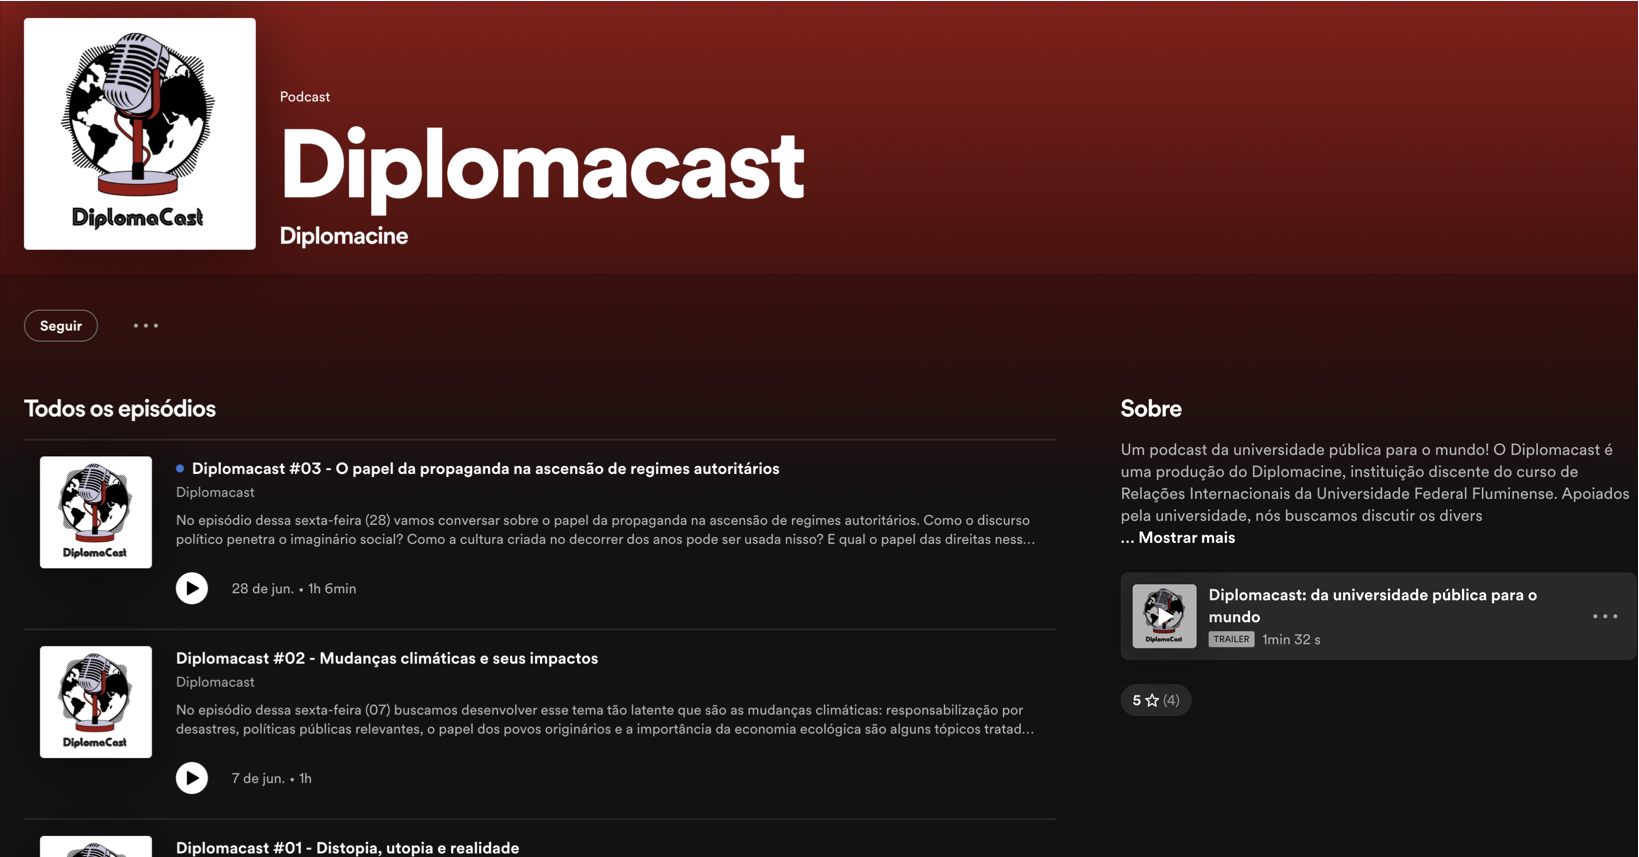 DiplomaCast
Podcast
Diplomacast
Diplomacine
Seguir
Todos os episódios
DiplomaCast
Diplomacast #03 - O papel da propaganda na ascensão de regimes autoritários
Diplomacast
No episódio dessa sexta-feira (28) vamos conversar sobre o papel da propaganda na ascensão de regimes autoritários. Como o discurso
político penetra o imaginário social? Como a cultura criada no decorrer dos anos pode ser usada nisso? E qual o papel das direitas ness...
28 de jun. • 1h 6min
DiplomaCast
Diplomacast #02 - Mudanças climáticas e seus impactos
Diplomacast
No episódio dessa sexta-feira (07) buscamos desenvolver esse tema tão latente que são as mudanças climáticas: responsabilização por
desastres, políticas públicas relevantes, o papel dos povos originários e a importância da economia ecológica são alguns tópicos tratad...
7 de jun. • 1h
Diplomacast #01 - Distopia, utopia e realidade
Sobre
Um podcast da universidade pública para o mundo! O Diplomacast é
uma produção do Diplomacine, instituição discente do curso de
Relações Internacionais da Universidade Federal Fluminense. Apoiados
pela universidade, nós buscamos discutir os divers
... Mostrar mais
DiplomaCast
Diplomacast: da universidade pública para o
mundo
TRAILER 1min 32 s
5 (4)